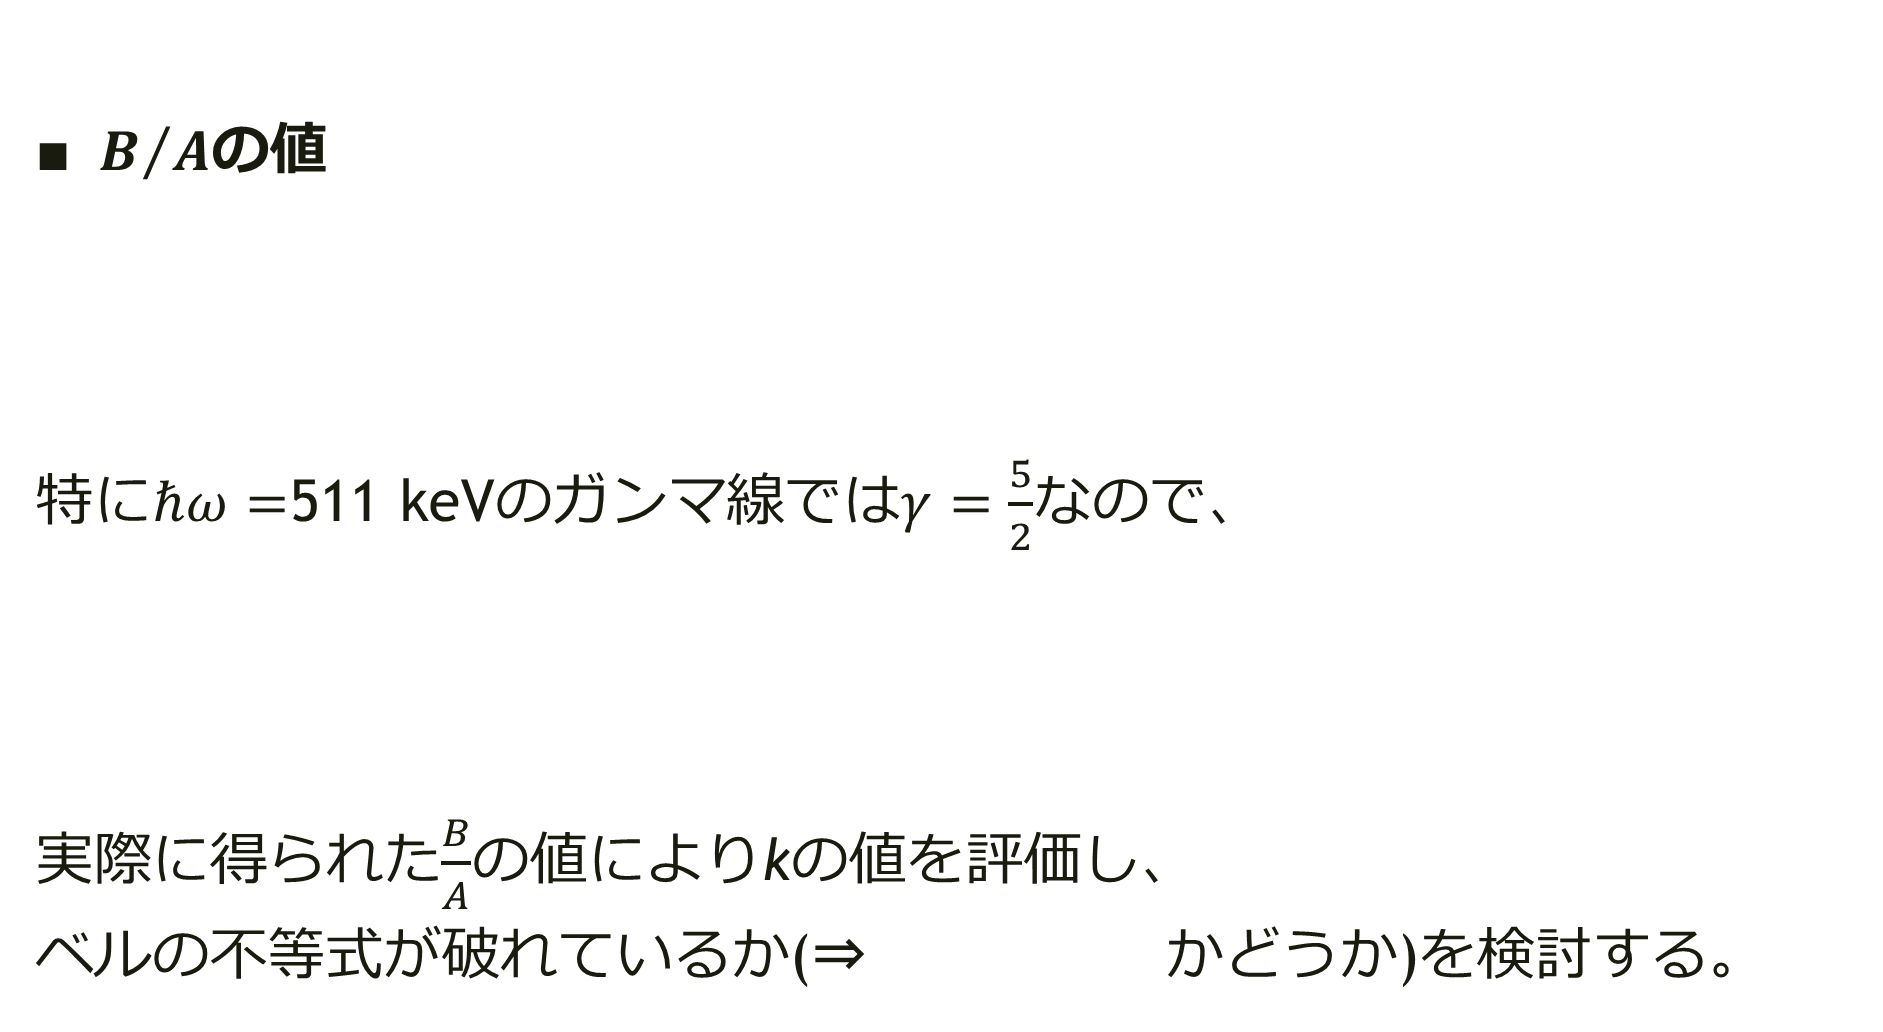 ■ B/Aの値
特にℏω =511 keVのガンマ線ではγ = 5/2なので、
実際に得られたB/Aの値によりkの値を評価し、
ベルの不等式が破れているか(⇒ かどうか)を検討する。